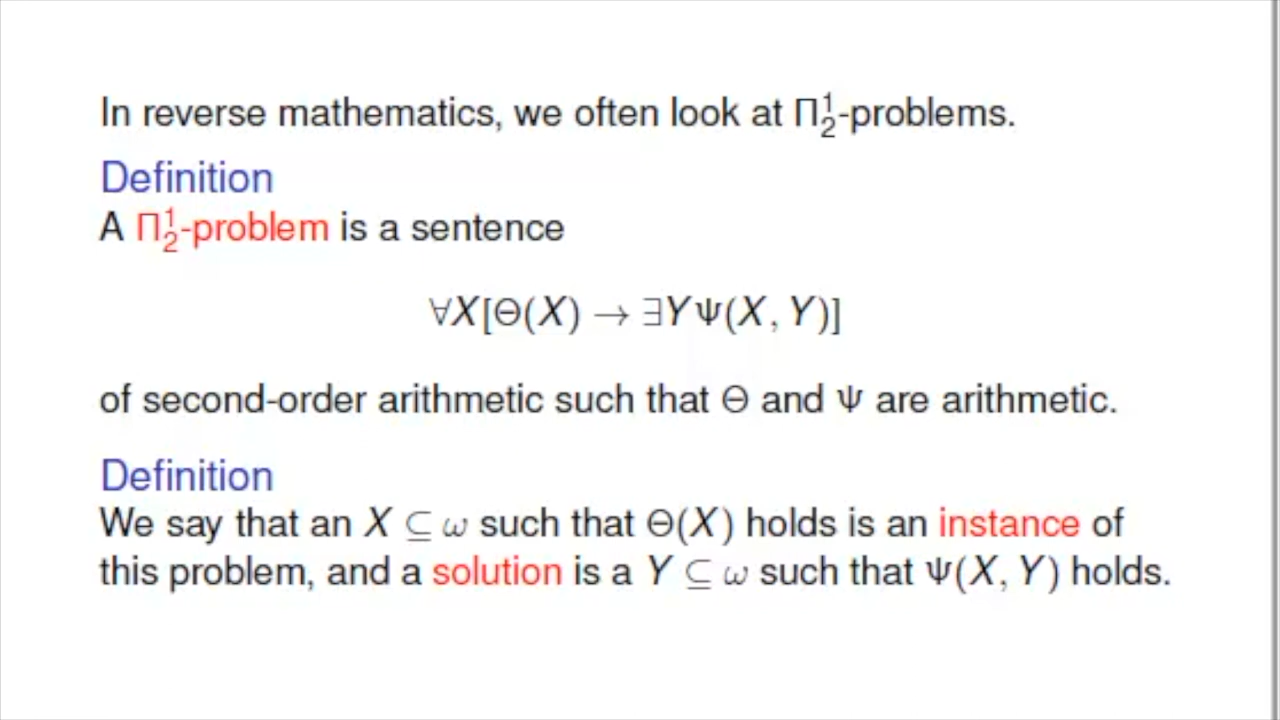 In reverse mathematics, we often look at Π¹₂-problems.
Definition
A Π¹₂-problem is a sentence
∀X[Θ(X) → ∃Y Ψ(X, Y)]
of second-order arithmetic such that Θ and Ψ are arithmetic.
Definition
We say that an X ⊆ ω such that Θ(X) holds is an instance of
this problem, and a solution is a Y ⊆ ω such that Ψ(X, Y) holds.